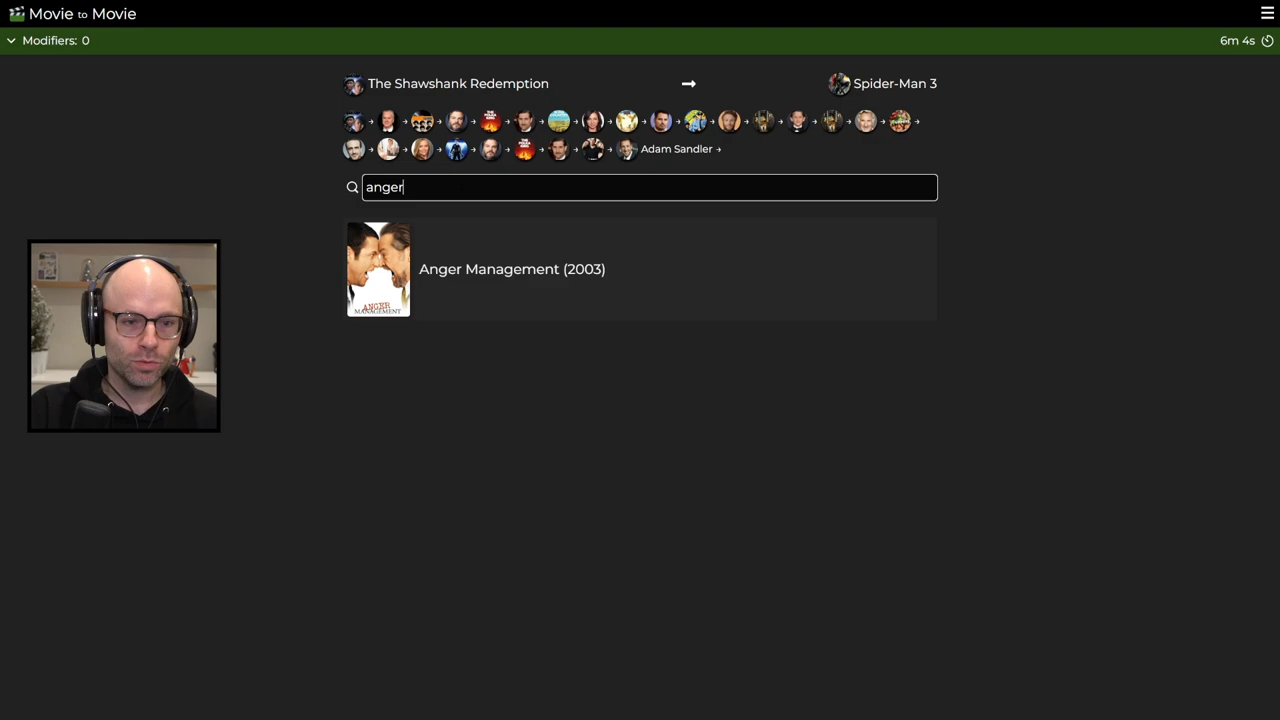 Movie to Movie
Modifiers: 0
6m 4s
The Shawshank Redemption → Spider-Man 3
Adam Sandler →
anger
Anger Management (2003)
ANGER
MANAGEMENT